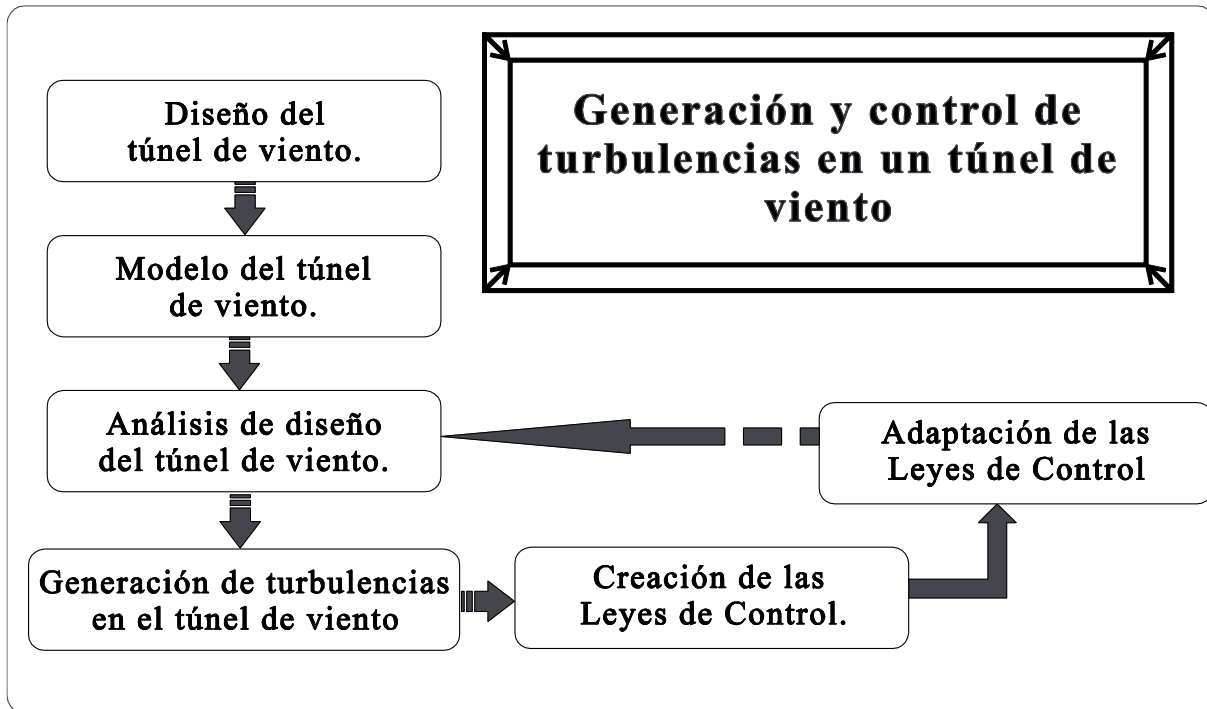 Generación y control de
turbulencias en un túnel de
viento
Diseño del
túnel de viento.
Modelo del túnel
de viento.
Análisis de diseño
del túnel de viento.
Generación de turbulencias
en el túnel de viento
Creación de las
Leyes de Control.
Adaptación de las
Leyes de Control